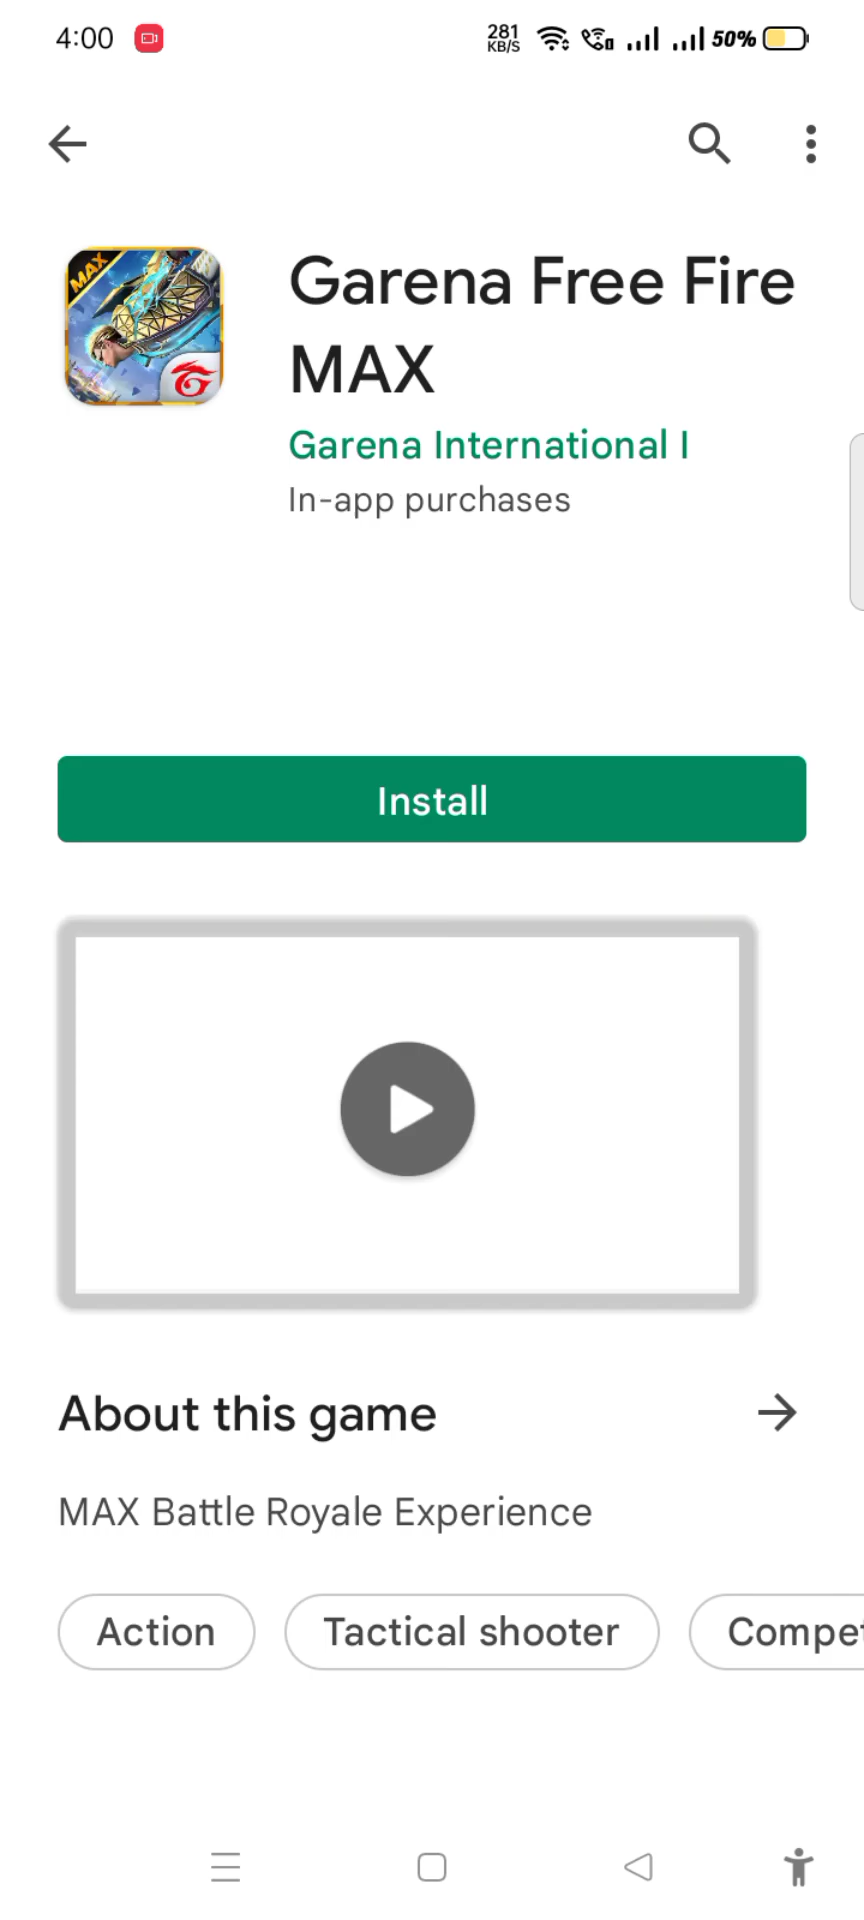 4:00
281
KB/S
50%
MAX
Garena Free Fire
MAX
Garena International I
In-app purchases
Install
About this game
MAX Battle Royale Experience
Action
Tactical shooter
Compet